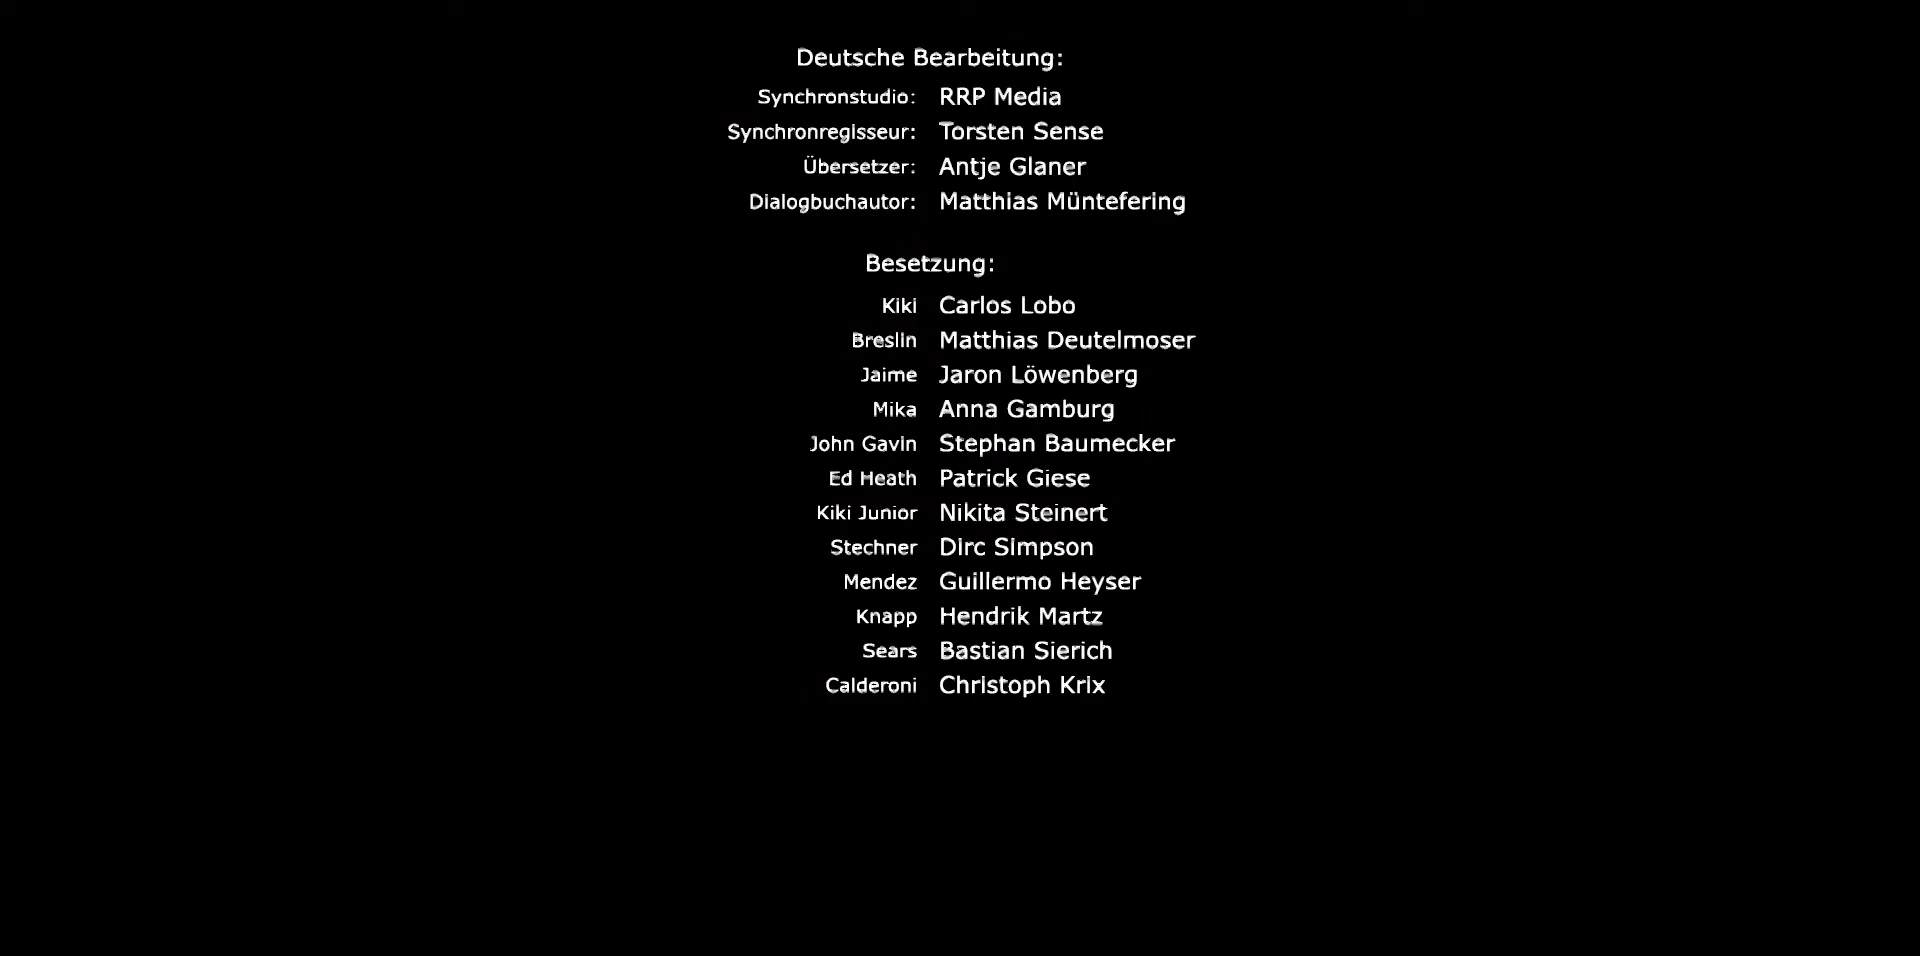 Deutsche Bearbeitung:
Synchronstudio: RRP Media
Synchronregisseur: Torsten Sense
Übersetzer: Antje Glaner
Dialogbuchautor: Matthias Müntefering
Besetzung:
Kiki Carlos Lobo
Breslin Matthias Deutelmoser
Jaime Jaron Löwenberg
Mika Anna Gamburg
John Gavin Stephan Baumecker
Ed Heath Patrick Giese
Kiki Junior Nikita Steinert
Stechner Dirc Simpson
Mendez Guillermo Heyser
Knapp Hendrik Martz
Sears Bastian Sierich
Calderoni Christoph Krix